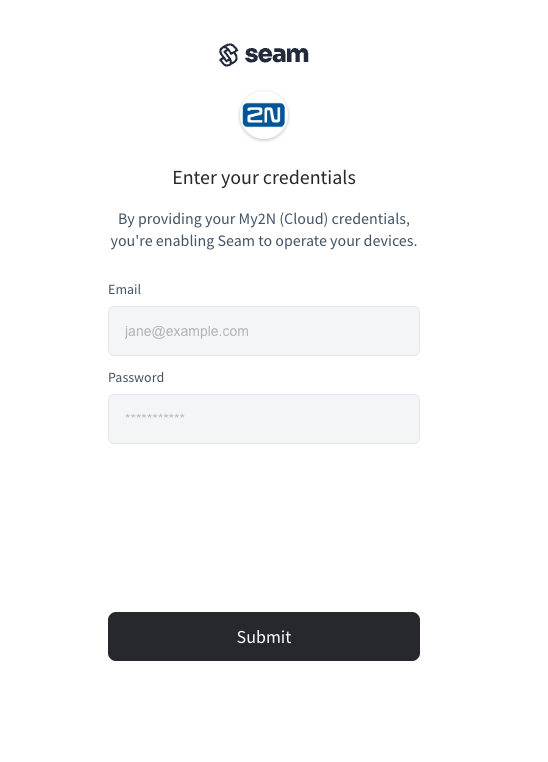 seam
2N
Enter your credentials
By providing your My2N (Cloud) credentials,
you're enabling Seam to operate your devices.
Email
jane@example.com
Password
***********
Submit